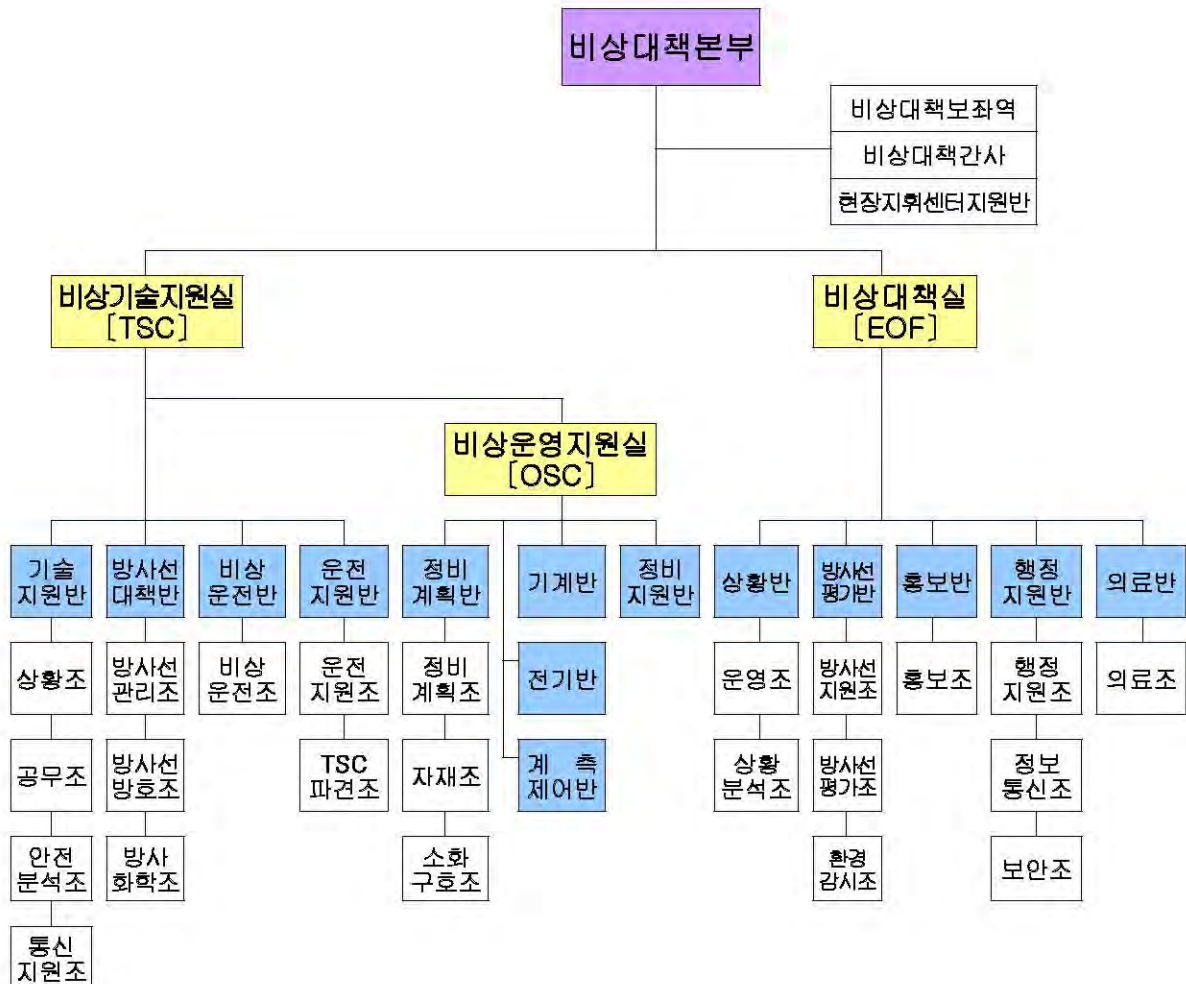 비상대책본부
비상대책보좌역
비상대책간사
현장지휘센터지원반
비상기술지원실
[TSC]
비상대책실
[EOF]
비상운영지원실
[OSC]
기술
지원반
방사선
대책반
비상
운전반
운전
지원반
정비
계획반
기계반
정비
지원반
상황반
방사선
평가반
홍보반
행정
지원반
의료반
상황조
방사선
관리조
비상
운전조
운전
지원조
정비
계획조
전기반
운영조
방사선
지원조
홍보조
행정
지원조
의료조
공무조
방사선
방호조
TSC
파견조
자재조
계 측
제어반
상황
분석조
방사선
평가조
정보
통신조
안전
분석조
방사
화학조
소화
구호조
환경
감시조
보안조
통신
지원조